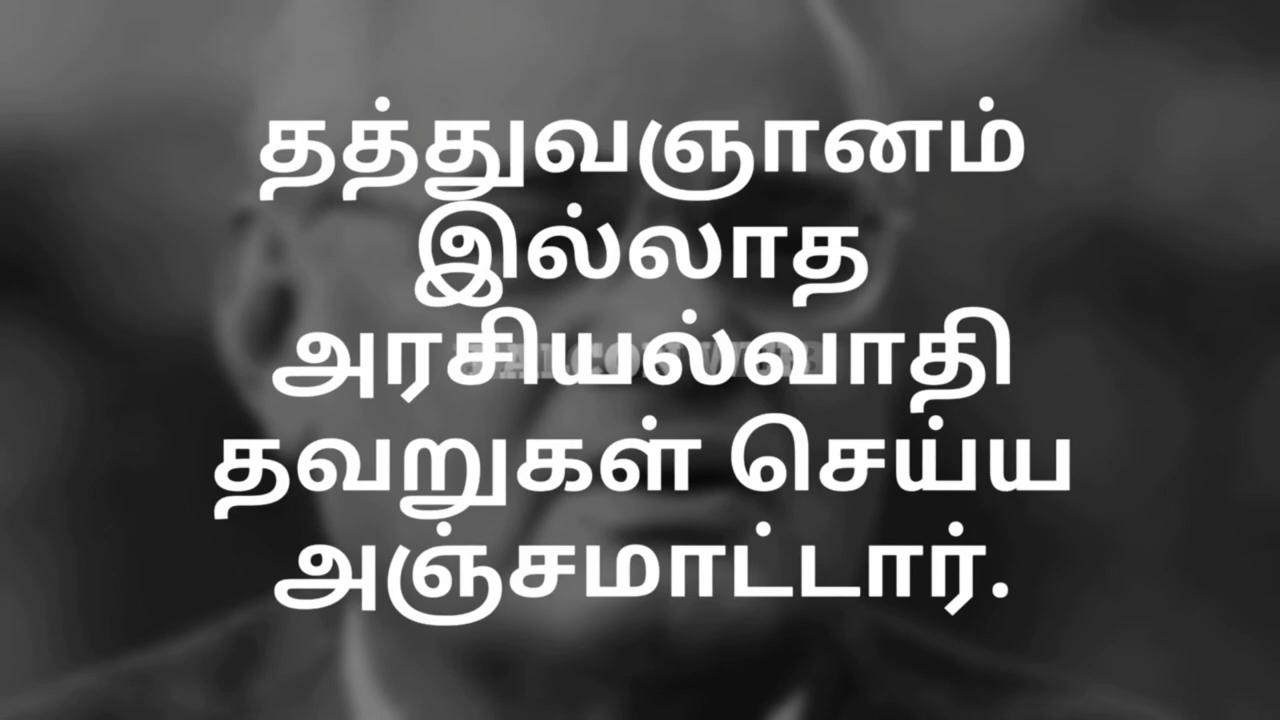 தத்துவஞானம்
இல்லாத
அரசியல்வாதி
தவறுகள் செய்ய
அஞ்சமாட்டார்.